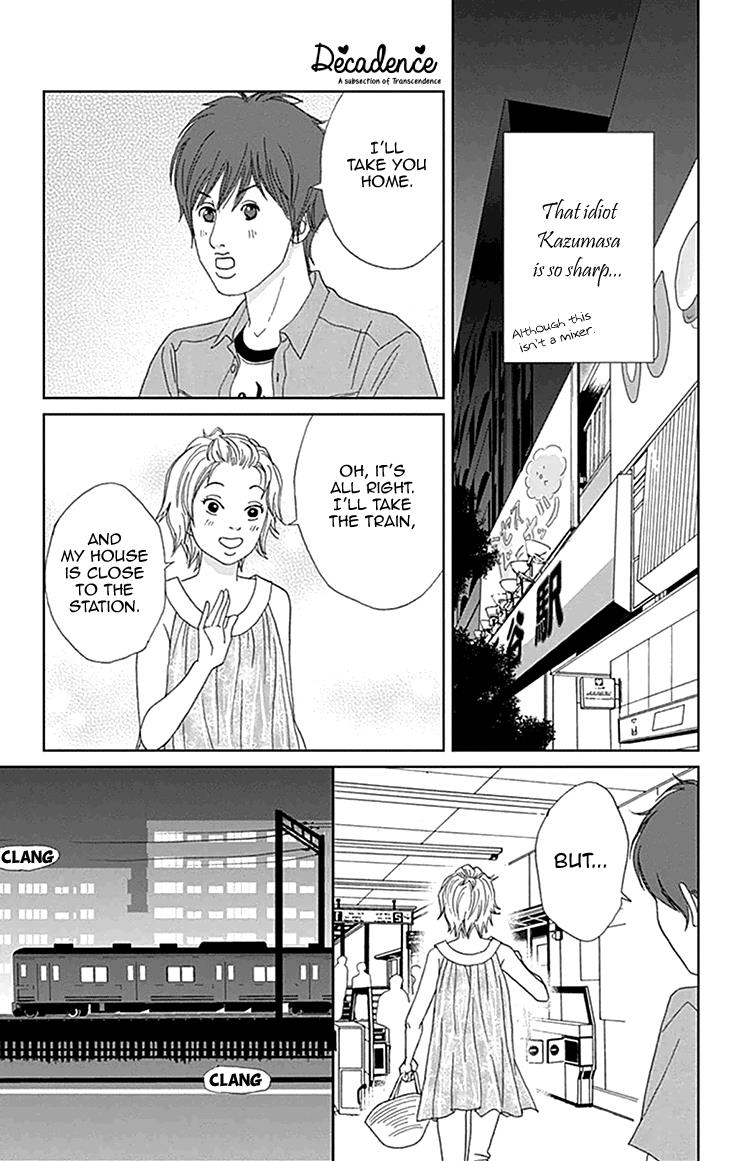 Decadence
A subsection of Transcendence
That idiot
Kazumasa
is so sharp...
Although this
isn't a mixer.
谷駅
I'LL
TAKE YOU
HOME.
OH, IT'S
ALL RIGHT.
I'LL TAKE
THE TRAIN,
AND
MY HOUSE
IS CLOSE
TO THE
STATION.
BUT...
CLANG
CLANG